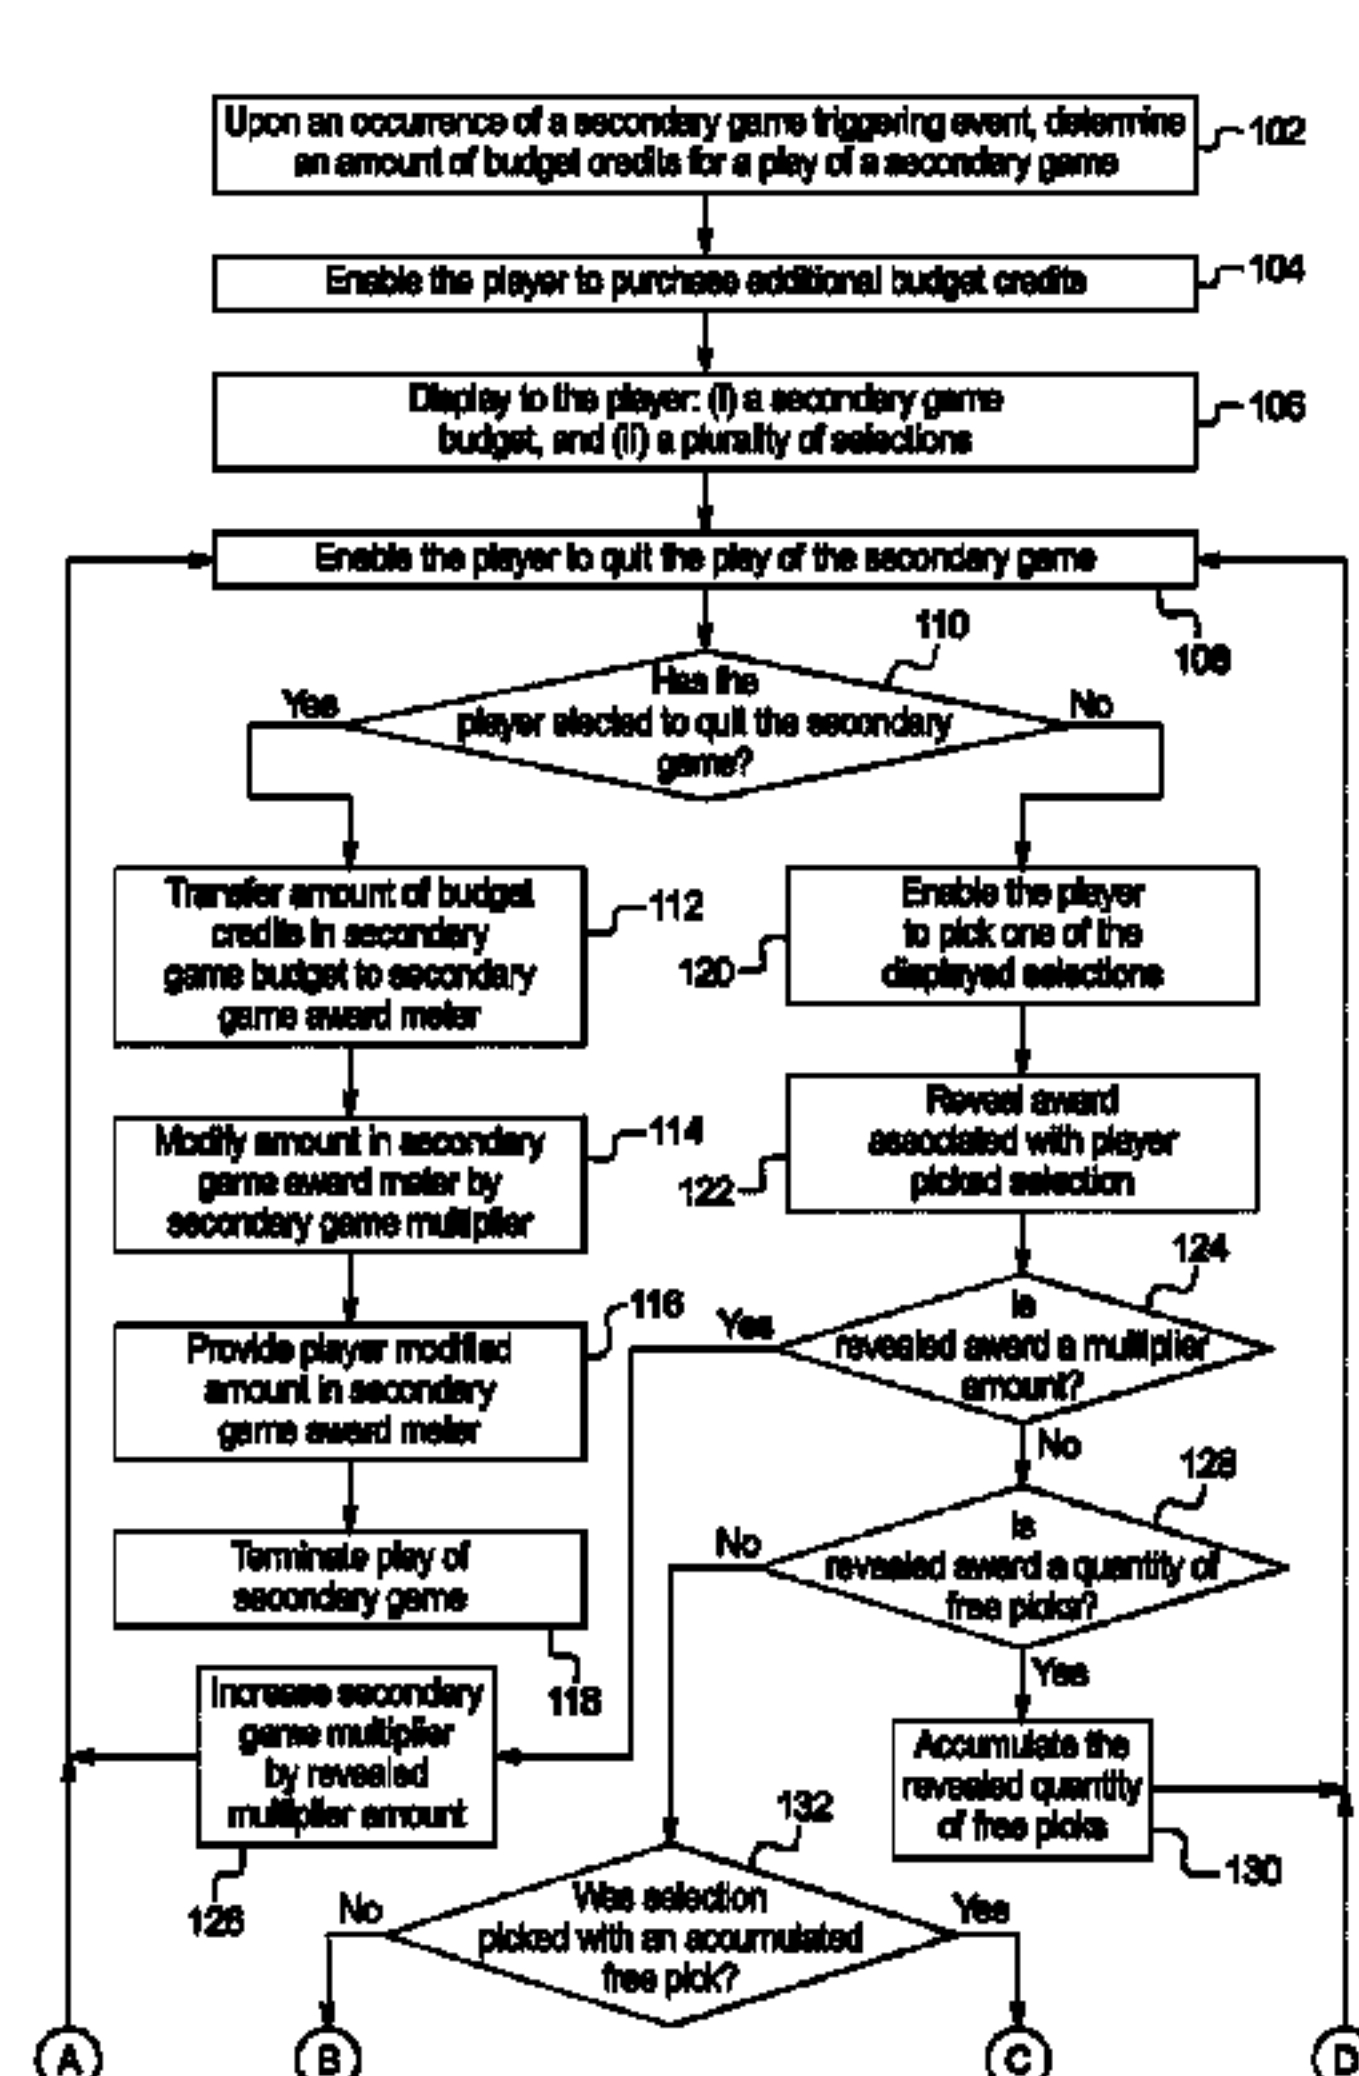 Upon an occurrence of a secondary game triggering event, determine
an amount of budget credits for a play of a secondary game
102
Enable the player to purchase additional budget credits
104
Display to the player: (i) a secondary game
budget, and (ii) a plurality of selections
106
Enable the player to quit the play of the secondary game
108
110
Has the
player elected to quit the secondary
game?
Yes
No
Transfer amount of budget
credits in secondary
game budget to secondary
game award meter
112
Enable the player
to pick one of the
displayed selections
120
Modify amount in secondary
game award meter by
secondary game multiplier
114
Reveal award
associated with player
picked selection
122
124
Is
revealed award a multiplier
amount?
Yes
No
Provide player modified
amount in secondary
game award meter
116
128
Is
revealed award a quantity of
free picks?
No
Yes
Terminate play of
secondary game
118
Increase secondary
game multiplier
by revealed
multiplier amount
126
Accumulate the
revealed quantity
of free picks
130
132
Was selection
picked with an accumulated
free pick?
No
Yes
A
B
C
D